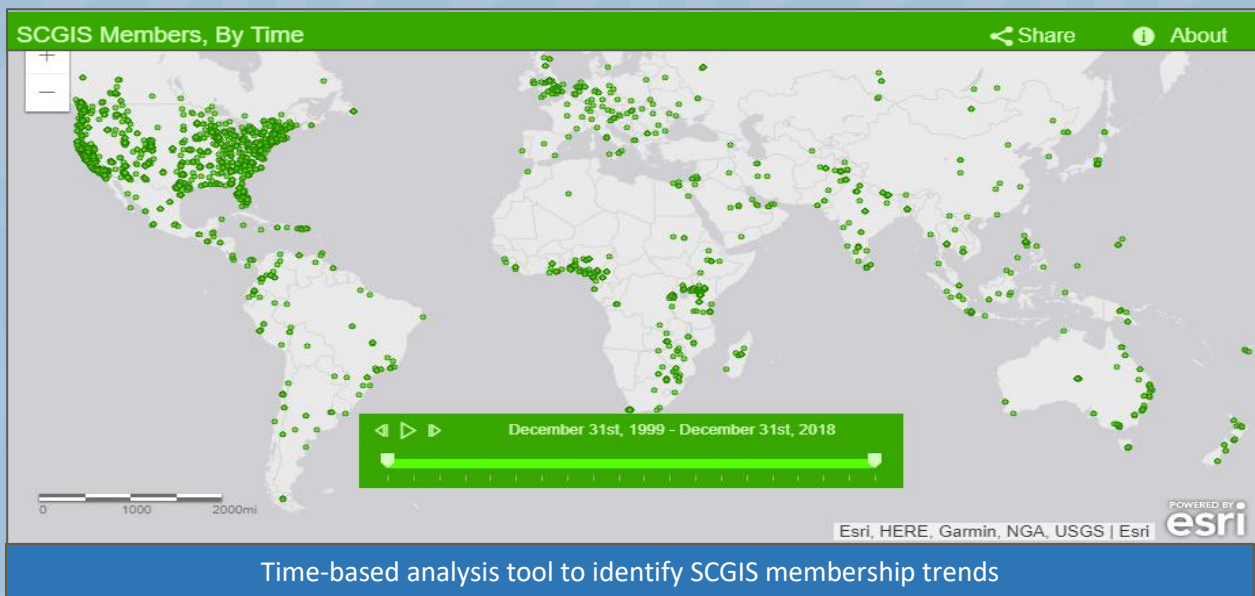 SCGIS Members, By Time
Share
About
December 31st, 1999 - December 31st, 2018
0 1000 2000mi
Esri, HERE, Garmin, NGA, USGS | Esri
POWERED BY
esri
Time-based analysis tool to identify SCGIS membership trends